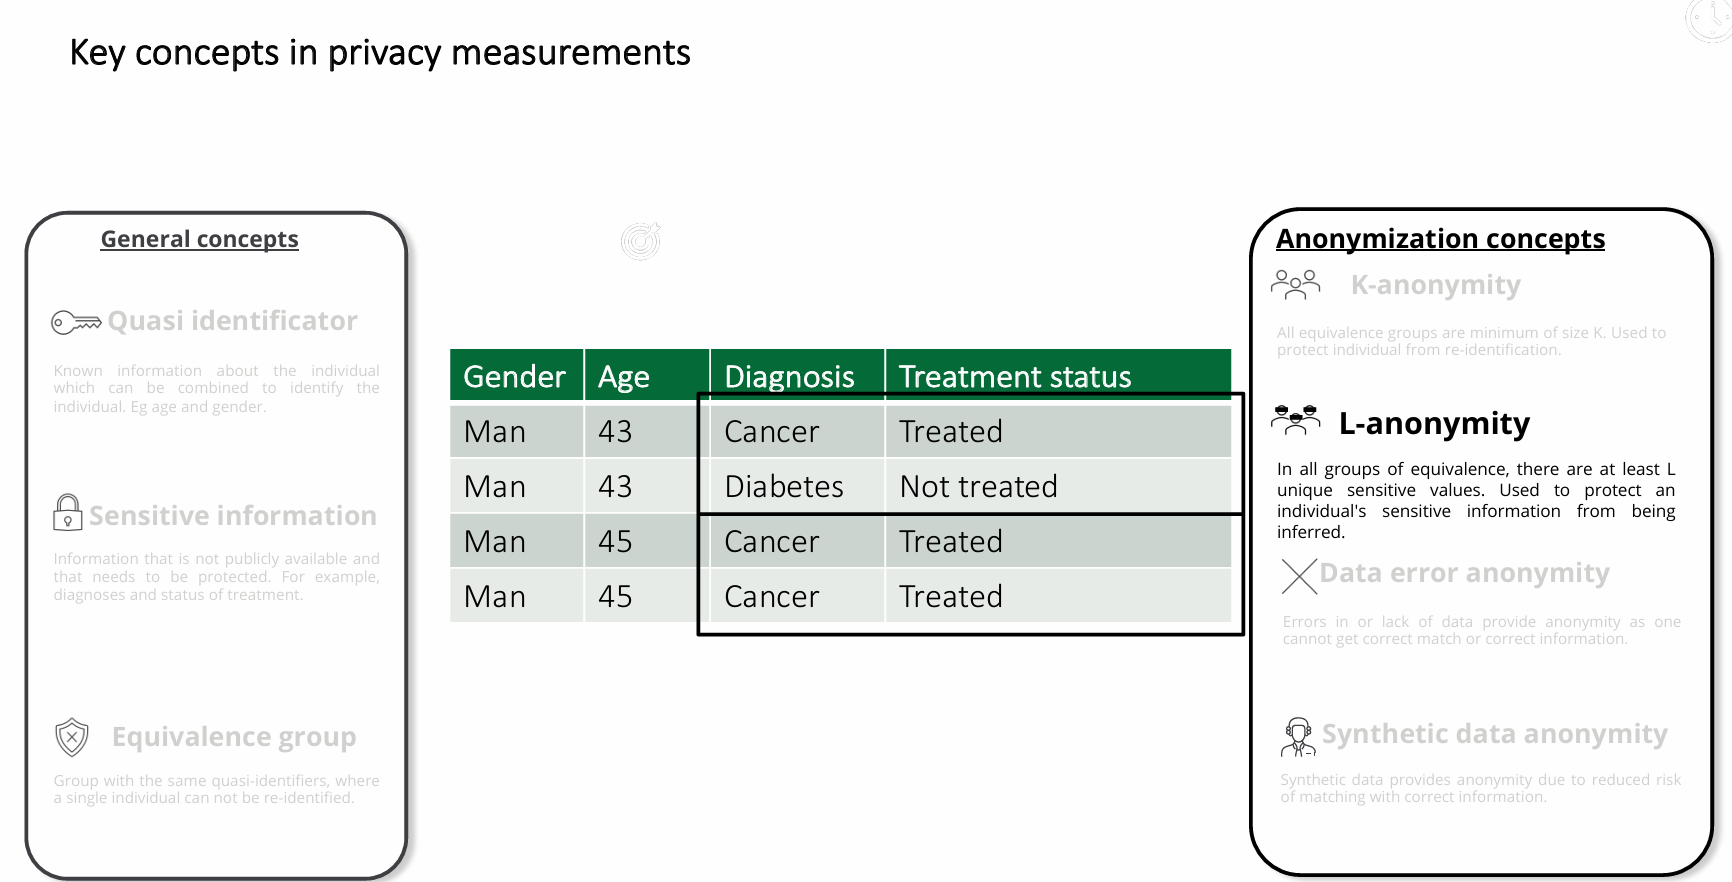 Key concepts in privacy measurements
General concepts
Quasi identificator
Known information about the individual
which can be combined to identify the
individual. Eg age and gender.
Sensitive information
Information that is not publicly available and
that needs to be protected. For example,
diagnoses and status of treatment.
Equivalence group
Group with the same quasi-identifiers, where
a single individual can not be re-identified.
Gender Age Diagnosis Treatment status
Man 43 Cancer Treated
Man 43 Diabetes Not treated
Man 45 Cancer Treated
Man 45 Cancer Treated
Anonymization concepts
K-anonymity
All equivalence groups are minimum of size K. Used to
protect individual from re-identification.
L-anonymity
In all groups of equivalence, there are at least L
unique sensitive values. Used to protect an
individual's sensitive information from being
inferred.
Data error anonymity
Errors in or lack of data provide anonymity as one
cannot get correct match or correct information.
Synthetic data anonymity
Synthetic data provides anonymity due to reduced risk
of matching with correct information.